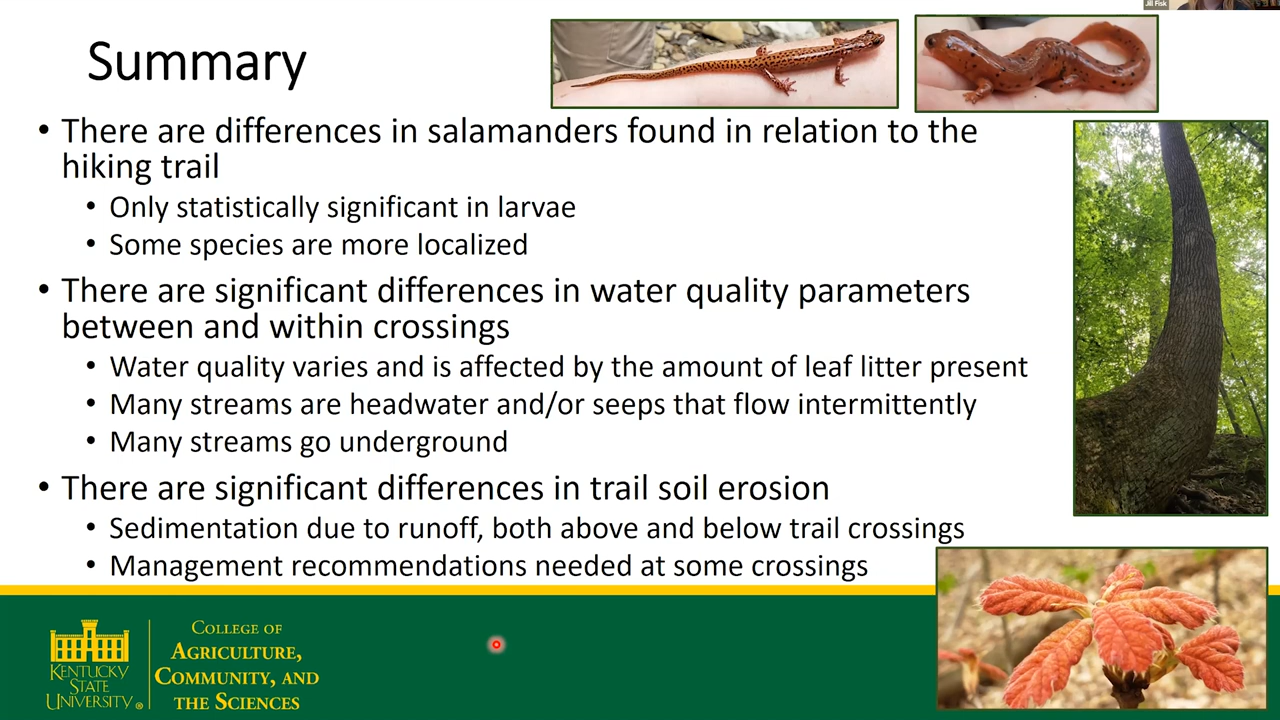 Jill Fisk
Summary
• There are differences in salamanders found in relation to the
hiking trail
• Only statistically significant in larvae
• Some species are more localized
• There are significant differences in water quality parameters
between and within crossings
• Water quality varies and is affected by the amount of leaf litter present
• Many streams are headwater and/or seeps that flow intermittently
• Many streams go underground
• There are significant differences in trail soil erosion
• Sedimentation due to runoff, both above and below trail crossings
• Management recommendations needed at some crossings
KENTUCKY
STATE
UNIVERSITY®
COLLEGE OF
AGRICULTURE,
COMMUNITY, AND
THE SCIENCES